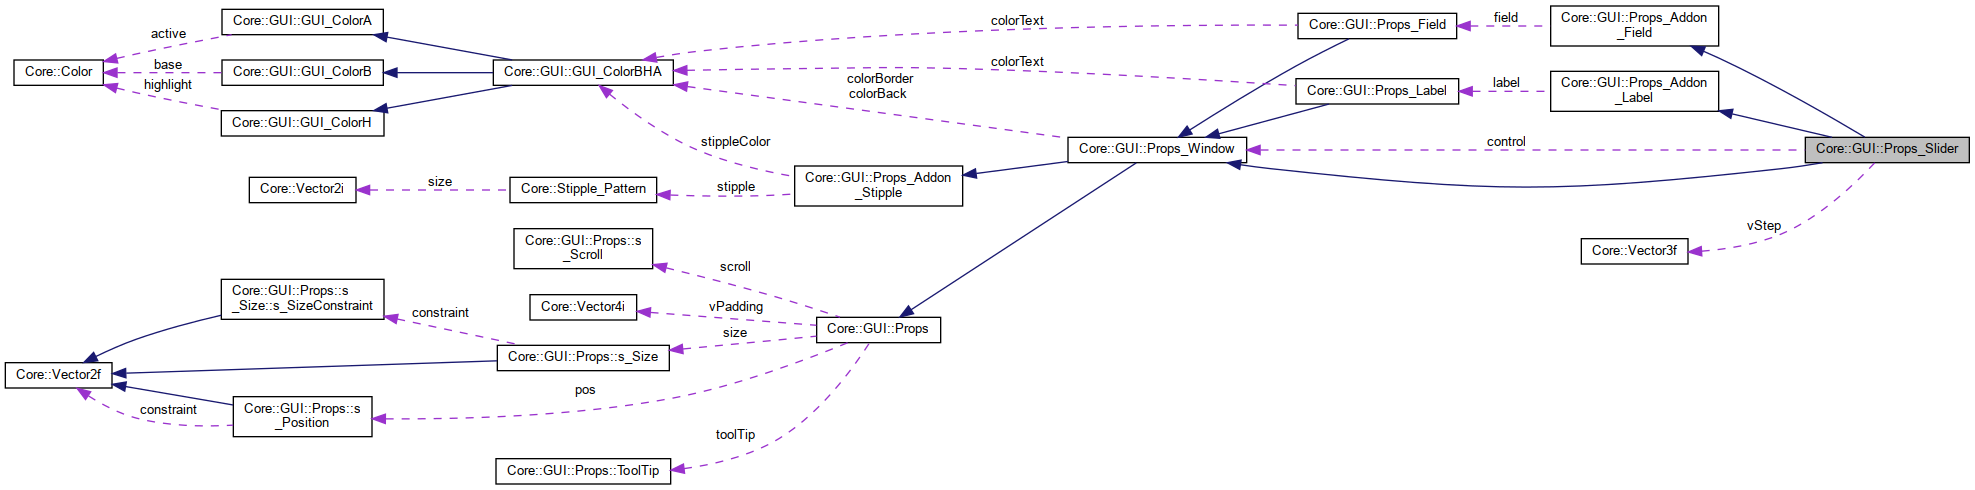 Core::GUI::GUI_ColorA
active
Core::Color
base
Core::GUI::GUI_ColorB
highlight
Core::GUI::GUI_ColorH
Core::GUI::GUI_ColorBHA
colorText
Core::GUI::Props_Field
field
Core::GUI::Props_Addon
_Field
colorText
colorBorder
colorBack
Core::GUI::Props_Label
label
Core::GUI::Props_Addon
_Label
stippleColor
Core::GUI::Props_Window
control
Core::GUI::Props_Slider
Core::Vector2i
size
Core::Stipple_Pattern
stipple
Core::GUI::Props_Addon
_Stipple
vStep
Core::Vector3f
Core::GUI::Props::s
_Scroll
scroll
Core::GUI::Props::s
_Size::s_SizeConstraint
constraint
Core::Vector4i
vPadding
Core::GUI::Props
size
Core::GUI::Props::s_Size
Core::Vector2f
constraint
Core::GUI::Props::s
_Position
pos
toolTip
Core::GUI::Props::ToolTip